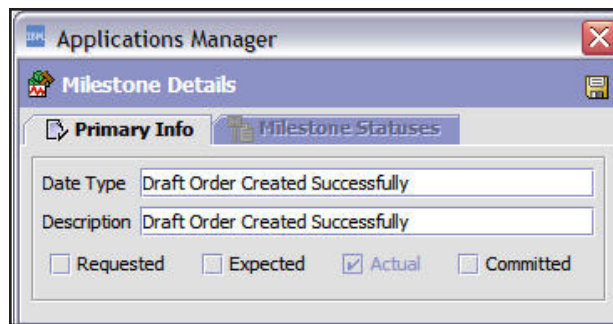 Applications Manager
Milestone Details
Primary Info Milestone Statuses
Date Type Draft Order Created Successfully
Description Draft Order Created Successfully
Requested Expected Actual Committed